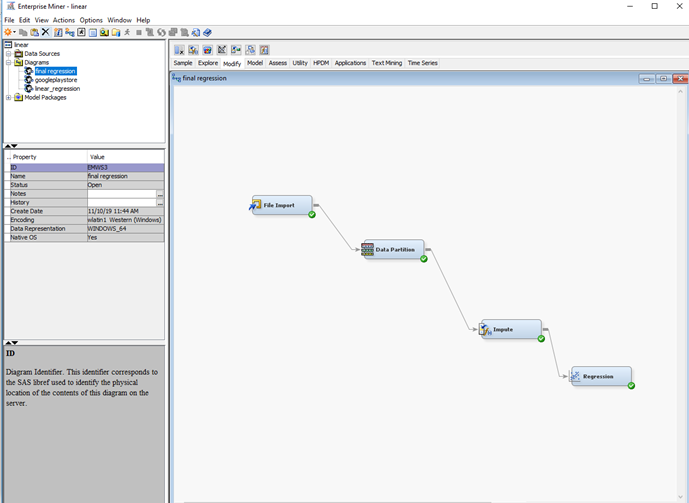 Enterprise Miner - linear
File Edit View Actions Options Window Help
linear
Data Sources
Diagrams
final regression
googleplaystore
linear_regression
Model Packages
Sample Explore Modify Model Assess Utility HPDM Applications Text Mining Time Series
final regression
.. Property Value
ID EMWS3
Name final regression
Status Open
Notes ...
History ...
Create Date 11/10/19 11:44 AM
Encoding wlatin1 Western (Windows)
Data Representation WINDOWS_64
Native OS Yes
ID
Diagram Identifier. This identifier corresponds to
the SAS libref used to identify the physical
location of the contents of this diagram on the
server.
File Import
Data Partition
Impute
Regression